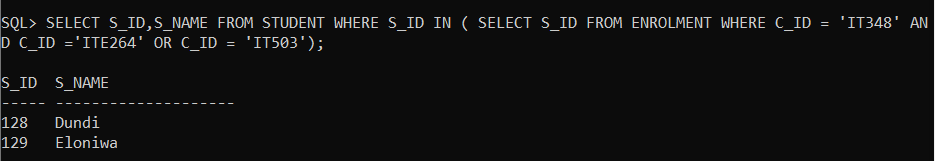 SQL> SELECT S_ID,S_NAME FROM STUDENT WHERE S_ID IN ( SELECT S_ID FROM ENROLMENT WHERE C_ID = 'IT348' AN
D C_ID ='ITE264' OR C_ID = 'IT503');
S_ID  S_NAME
----- --------------------
128   Dundi
129   Eloniwa